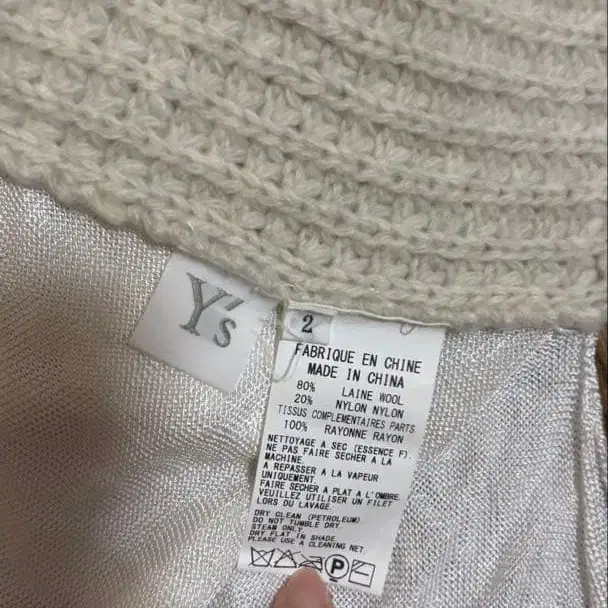 Y's
2
FABRIQUE EN CHINE
MADE IN CHINA
80% LAINE WOOL
20% NYLON NYLON
TISSUS COMPLEMENTAIRES PARTS
100% RAYONNE RAYON
NETTOYAGE A SEC (ESSENCE F).
NE PAS FAIRE SECHER A LA
MACHINE.
A REPASSER A LA VAPEUR
UNIQUEMENT.
FAIRE SECHER A PLAT A L'OMBRE.
VEUILLEZ UTILISER UN FILET
LORS DU LAVAGE.
DRY CLEAN (PETROLEUM)
DO NOT TUMBLE DRY
STEAM ONLY.
DRY FLAT IN SHADE
PLEASE USE A CLEANING NET
P